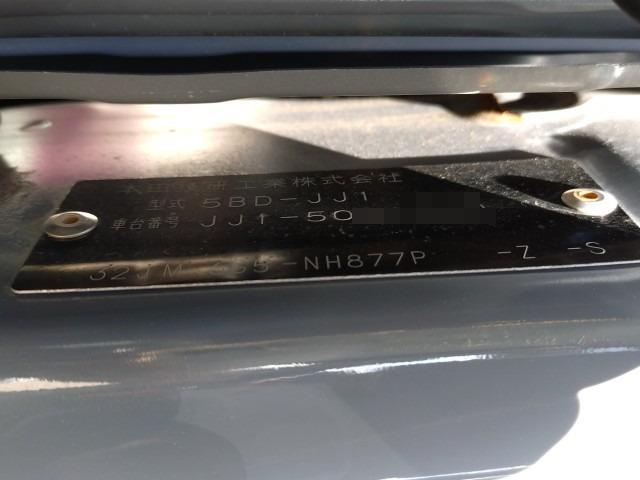 本田技研工業株式会社
型式 5BD-JJ1
車台番号 JJ1-50
-NH877P -Z -S